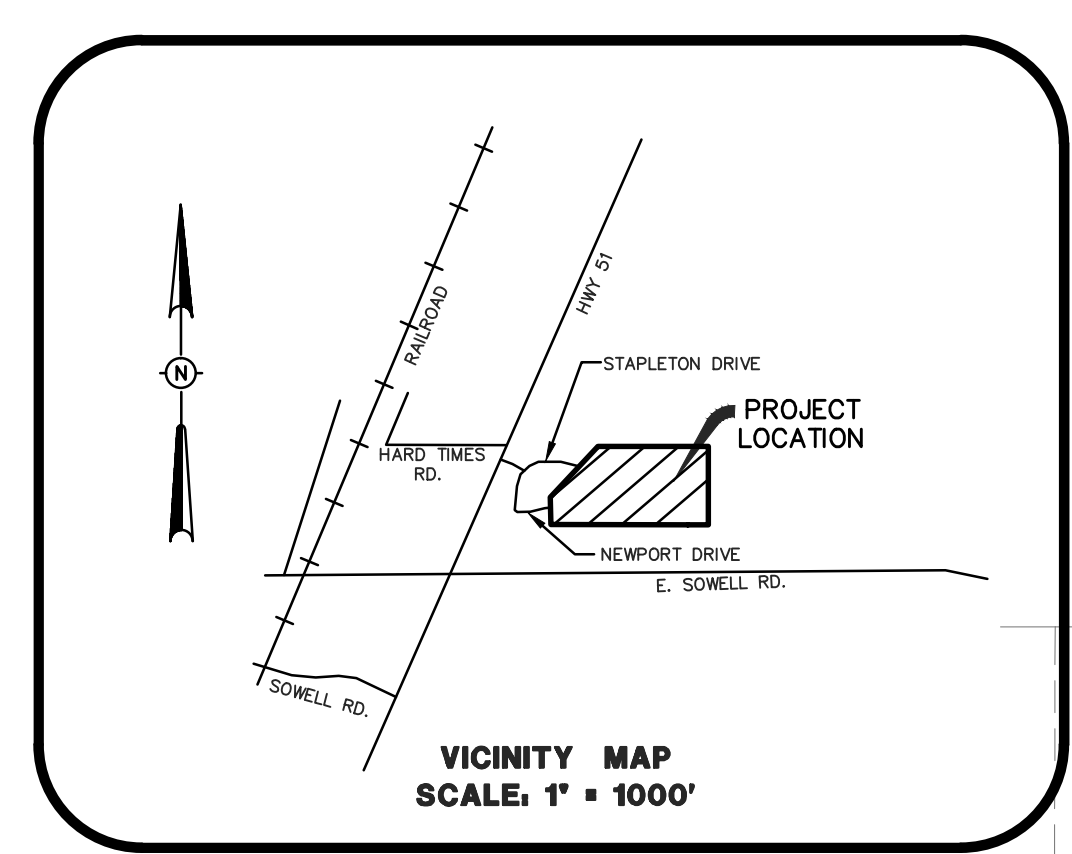 HWY 51
RAILROAD
STAPLETON DRIVE
PROJECT
LOCATION
N
HARD TIMES
RD.
NEWPORT DRIVE
E. SOWELL RD.
SOWELL RD.
VICINITY MAP
SCALE: 1' = 1000'